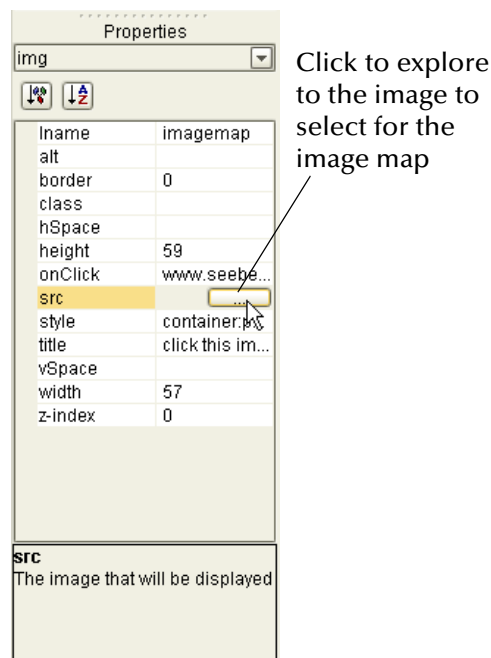 Properties
img
Iname imagemap
alt
border 0
class
hSpace
height 59
onClick www.seebe...
src ...
style container:
title click this im...
vSpace
width 57
z-index 0
src
The image that will be displayed
Click to explore
to the image to
select for the
image map